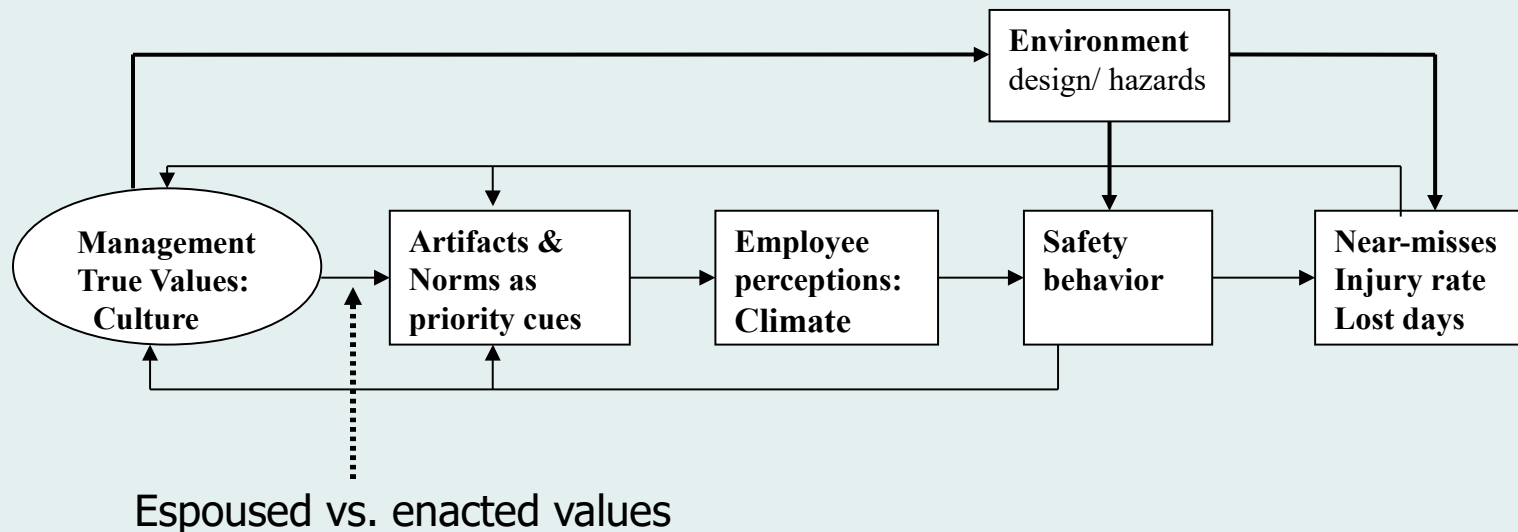 Environment
design/ hazards
Management
True Values:
Culture
Artifacts &
Norms as
priority cues
Employee
perceptions:
Climate
Safety
behavior
Near-misses
Injury rate
Lost days
Espoused vs. enacted values